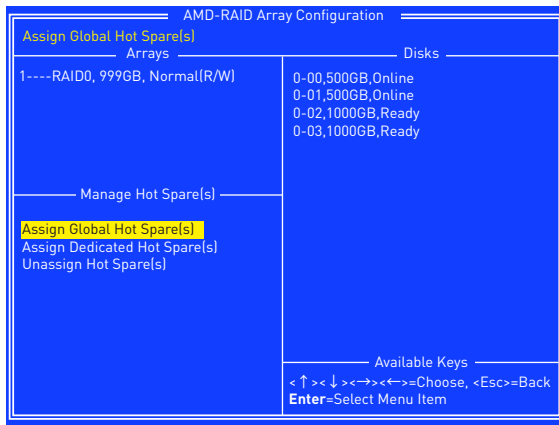 AMD-RAID Array Configuration
Assign Global Hot Spare(s)
Arrays
1----RAID0, 999GB, Normal(R/W)
Manage Hot Spare(s)
Assign Global Hot Spare(s)
Assign Dedicated Hot Spare(s)
Unassign Hot Spare(s)
Disks
0-00,500GB,Online
0-01,500GB,Online
0-02,1000GB,Ready
0-03,1000GB,Ready
Available Keys
<↑><↓><→><←>=Choose, <Esc>=Back
Enter=Select Menu Item